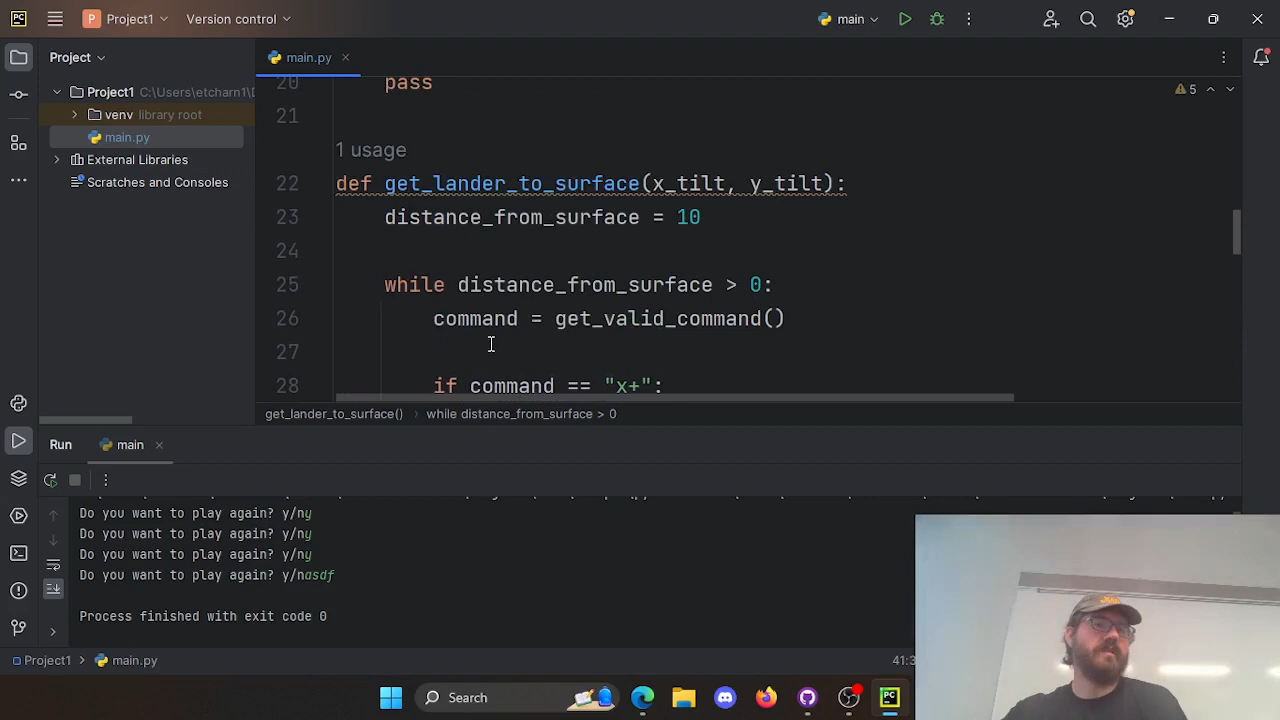 PC
P Project1
Version control
main
Project
main.py
Project1 C:\Users\etcharn1\D
venv library root
main.py
External Libraries
Scratches and Consoles
5
20 pass
21
1 usage
22 def get_lander_to_surface(x_tilt, y_tilt):
23 distance_from_surface = 10
24
25 while distance_from_surface > 0:
26 command = get_valid_command()
27
28 if command == "x+":
get_lander_to_surface() while distance_from_surface > 0
Run main
Do you want to play again? y/ny
Do you want to play again? y/ny
Do you want to play again? y/ny
Do you want to play again? y/nasdf
Process finished with exit code 0
Project1 main.py
41:3
Search
PC